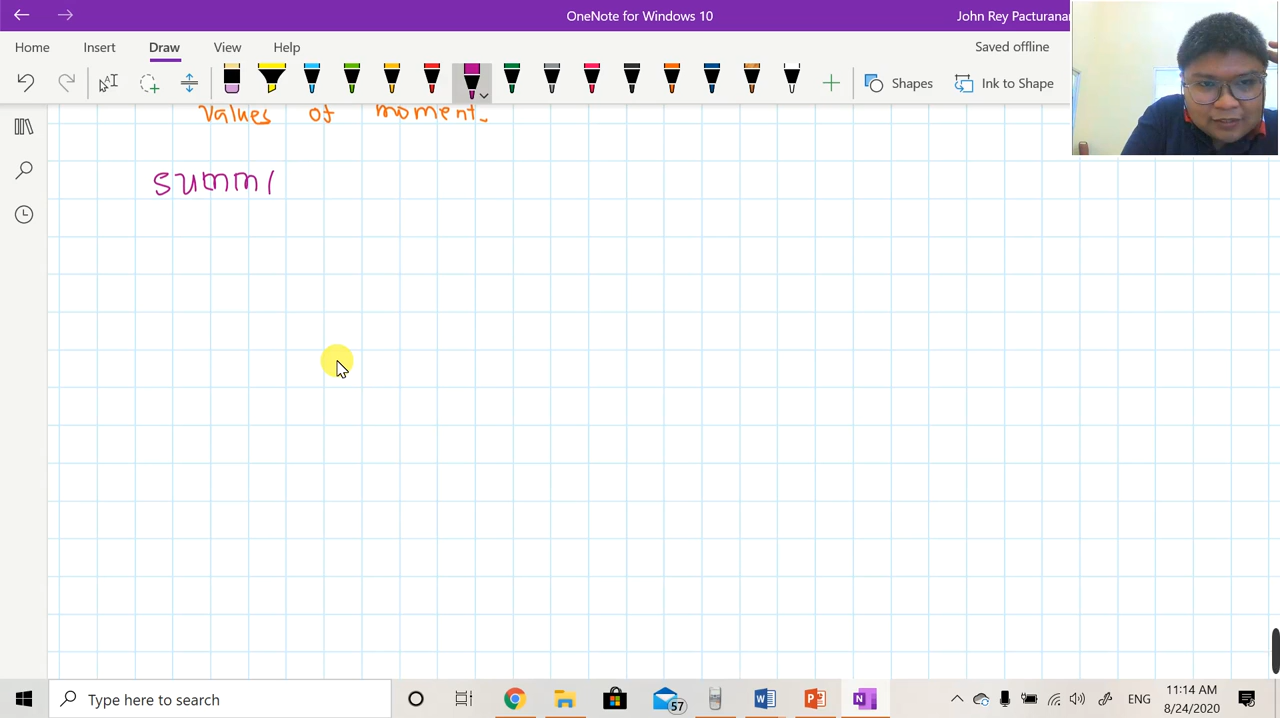 OneNote for Windows 10
John Rey Pacturana
Home Insert Draw View Help
Saved offline
Shapes
Ink to Shape
values of moment.
summ
Type here to search
57
ENG
11:14 AM
8/24/2020